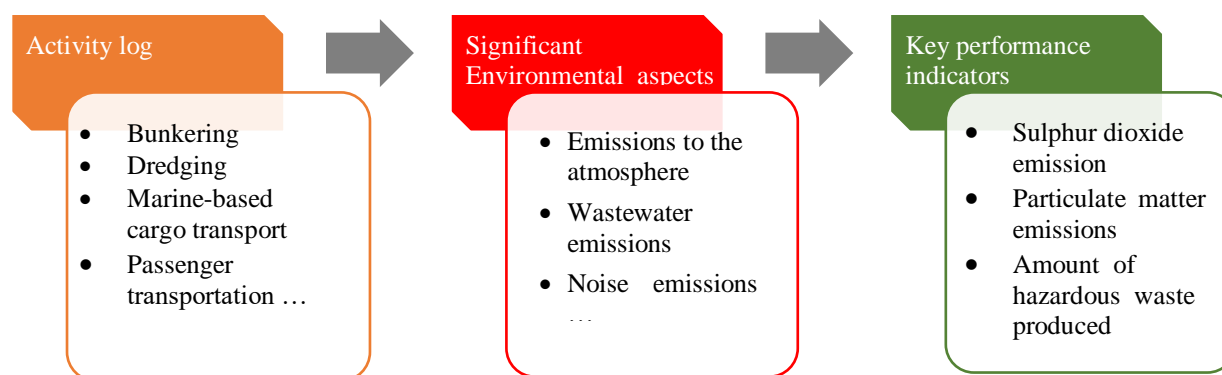 Activity log
• Bunkering
• Dredging
• Marine-based
cargo transport
• Passenger
transportation …
Significant
Environmental aspects
• Emissions to the
atmosphere
• Wastewater
emissions
• Noise emissions
…
Key performance
indicators
• Sulphur dioxide
emission
• Particulate matter
emissions
• Amount of
hazardous waste
produced